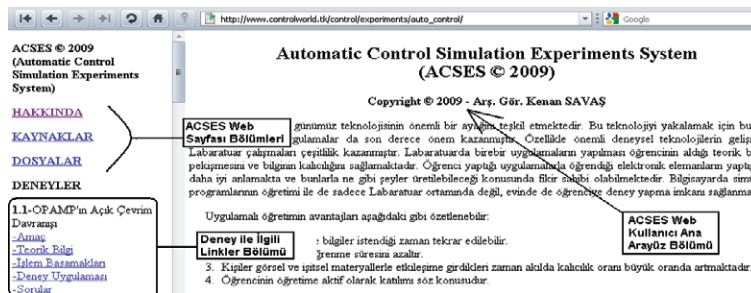 http://www.controlworld.tk/control/experiments/auto_control/
Google
ACSES © 2009
(Automatic Control
Simulation Experiments
System)
HAKKINDA
KAYNAKLAR
DOSYALAR
DENEYLER
1.1-OPAMP'ın Açık Çevrim
Davranışı
-Amaç
-Teorik Bilgi
-İşlem Basamakları
-Deney Uygulaması
-Sorular
ACSES Web
Sayfası Bölümleri
Deney ile İlgili
Linkler Bölümü
Automatic Control Simulation Experiments System
(ACSES © 2009)
Copyright © 2009 - Arş. Gör. Kenan SAVAŞ
günümüz teknolojisinin önemli bir ayağını teşkil etmektedir. Bu teknolojiyi yakalamak için bu
gulamalar da son derece önem kazanmıştır. Özellikle önemli deneysel teknolojilerin geliş
Labaratuar çalışmaları çeşitlilik kazanmıştır. Labaratuarda birebir uygulamaların yapılması öğrencinin aldığı teorik b
pekişmesini ve bilginin kalıcılığını sağlamaktadır. Öğrenci yaptığı uygulamalarla öğrendiği elektronik elemanların yaptı
daha iyi anlamakta ve bunlarla ne gibi şeyler üretilebileceği konusunda fikir sahibi olabilmektedir. Bilgisayarda simü
programlarının öğretimi ile de sadece Labaratuar ortamında değil, evinde de öğrenciye deney yapma imkanı sağlanma
Uygulamalı öğretimin avantajları aşağıdaki gibi özetlenebilir:
bilgiler istendiği zaman tekrar edilebilir.
ğrenme süresini azaltır.
3. Kişiler görsel ve işitsel materyallerle etkileşime girdikleri zaman akılda kalıcılık oranı büyük oranda artmaktadır.
4. Öğrencinin öğretime aktif olarak katılımı söz konusudur.
ACSES Web
Kullanıcı Ana
Arayüz Bölümü